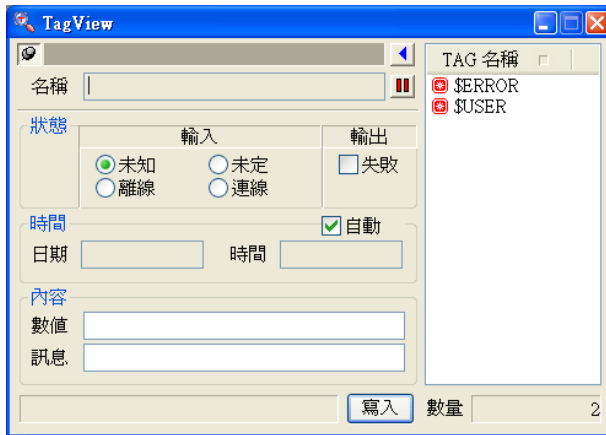 TagView
名稱
狀態
輸入 輸出
未知 未定 失敗
離線 連線
時間 自動
日期 時間
內容
數值
訊息
寫入
TAG 名稱
$ERROR
$USER
數量 2